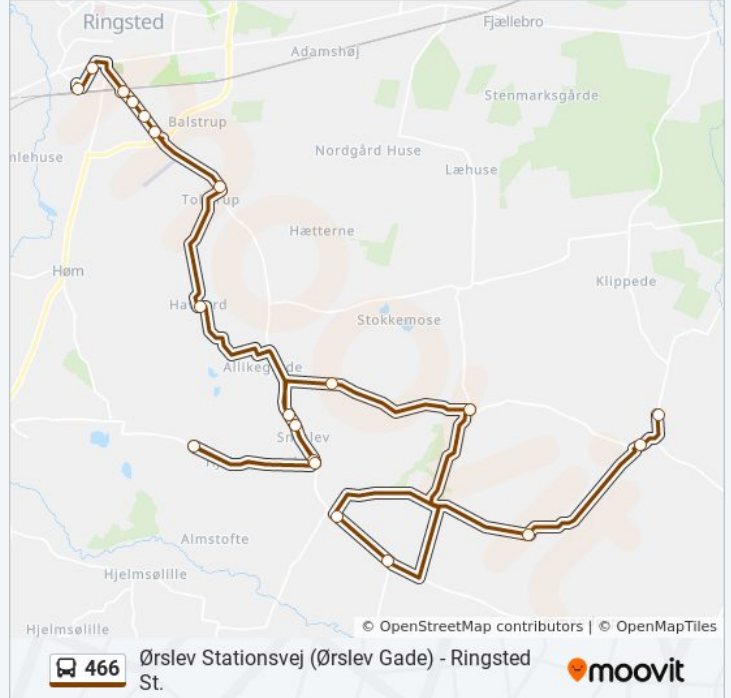 Ringsted
Fjællebro
Adamshøj
Stenmarksgårde
Balstrup
Nordgård Huse
Læhuse
Hætterne
Høm
Klippede
Stokkemose
Almstofte
Hjelmsølille
Hjelmsølille
© OpenStreetMap contributors | © OpenMapTiles
466 Ørslev Stationsvej (Ørslev Gade) - Ringsted
St.
moovit